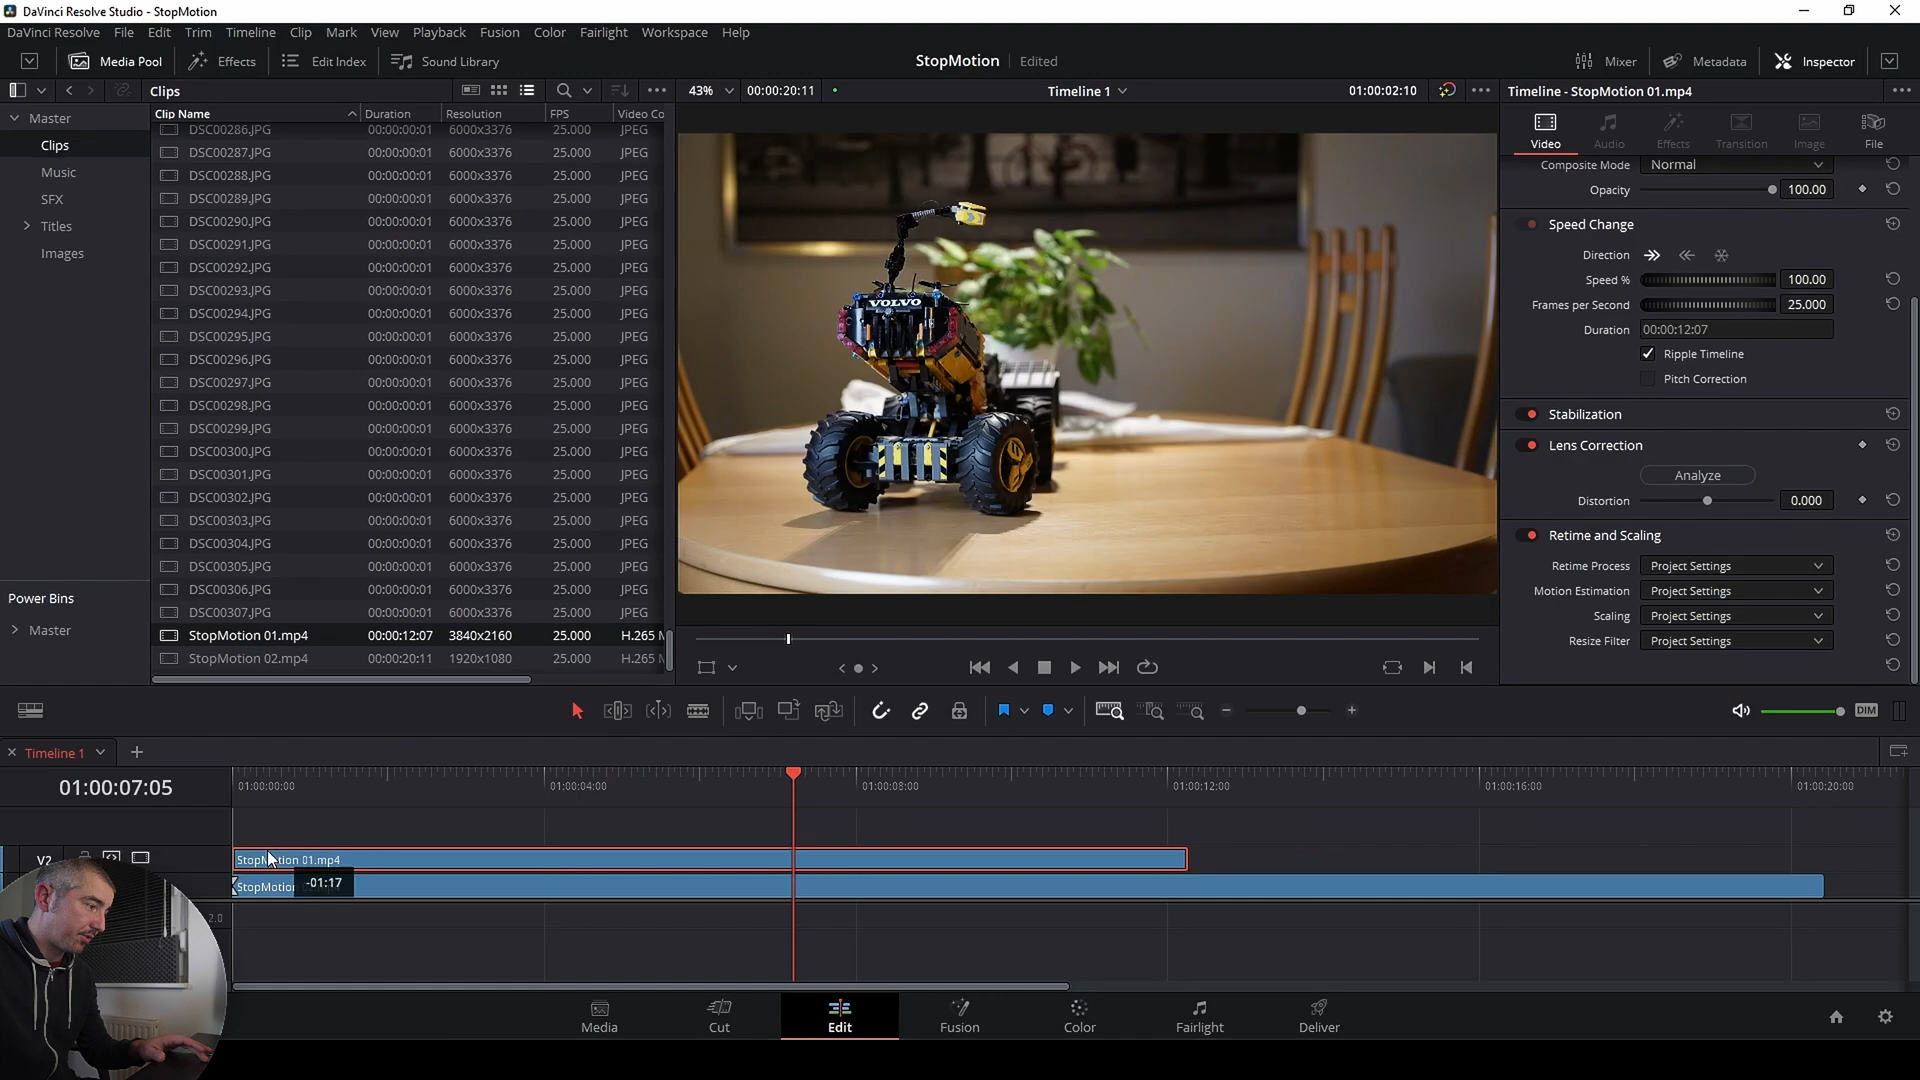 DaVinci Resolve Studio - StopMotion
DaVinci Resolve File Edit Trim Timeline Clip Mark View Playback Fusion Color Fairlight Workspace Help
Media Pool Effects Edit Index Sound Library StopMotion Edited Mixer Metadata Inspector
Clips 43% 00:00:20:11 Timeline 1 01:00:02:10 Timeline - StopMotion 01.mp4
Master
Clips
Music
SFX
Titles
Images
Power Bins
Master
Clip Name Duration Resolution FPS Video Co
DSC00286.JPG 00:00:00:01 6000x3376 25.000 JPEG
DSC00287.JPG 00:00:00:01 6000x3376 25.000 JPEG
DSC00288.JPG 00:00:00:01 6000x3376 25.000 JPEG
DSC00289.JPG 00:00:00:01 6000x3376 25.000 JPEG
DSC00290.JPG 00:00:00:01 6000x3376 25.000 JPEG
DSC00291.JPG 00:00:00:01 6000x3376 25.000 JPEG
DSC00292.JPG 00:00:00:01 6000x3376 25.000 JPEG
DSC00293.JPG 00:00:00:01 6000x3376 25.000 JPEG
DSC00294.JPG 00:00:00:01 6000x3376 25.000 JPEG
DSC00295.JPG 00:00:00:01 6000x3376 25.000 JPEG
DSC00296.JPG 00:00:00:01 6000x3376 25.000 JPEG
DSC00297.JPG 00:00:00:01 6000x3376 25.000 JPEG
DSC00298.JPG 00:00:00:01 6000x3376 25.000 JPEG
DSC00299.JPG 00:00:00:01 6000x3376 25.000 JPEG
DSC00300.JPG 00:00:00:01 6000x3376 25.000 JPEG
DSC00301.JPG 00:00:00:01 6000x3376 25.000 JPEG
DSC00302.JPG 00:00:00:01 6000x3376 25.000 JPEG
DSC00303.JPG 00:00:00:01 6000x3376 25.000 JPEG
DSC00304.JPG 00:00:00:01 6000x3376 25.000 JPEG
DSC00305.JPG 00:00:00:01 6000x3376 25.000 JPEG
DSC00306.JPG 00:00:00:01 6000x3376 25.000 JPEG
DSC00307.JPG 00:00:00:01 6000x3376 25.000 JPEG
StopMotion 01.mp4 00:00:12:07 3840x2160 25.000 H.265 M
StopMotion 02.mp4 00:00:20:11 1920x1080 25.000 H.265 M
VOLVO
Video Audio Effects Transition Image File
Composite Mode Normal
Opacity 100.00
Speed Change
Direction
Speed % 100.00
Frames per Second 25.000
Duration 00:00:12:07
Ripple Timeline
Pitch Correction
Stabilization
Lens Correction
Analyze
Distortion 0.000
Retime and Scaling
Retime Process Project Settings
Motion Estimation Project Settings
Scaling Project Settings
Resize Filter Project Settings
DIM
Timeline 1
01:00:07:05 01:00:00:00 01:00:04:00 01:00:08:00 01:00:12:00 01:00:16:00 01:00:20:00
V2 StopMotion 01.mp4
StopMotion -01:17
2.0
Media Cut Edit Fusion Color Fairlight Deliver